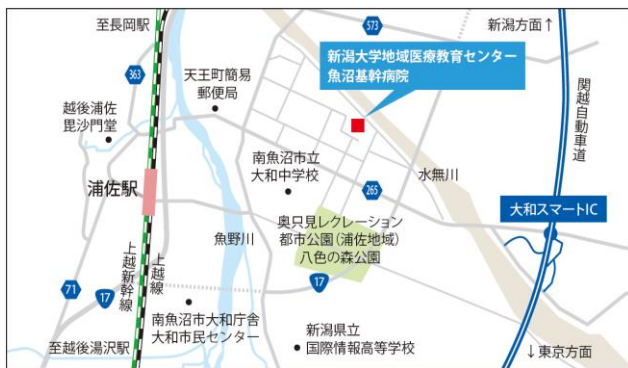 至長岡駅
573
新潟方面↑
新潟大学地域医療教育センター
魚沼基幹病院
363
天王町簡易
郵便局
関越自動車道
越後浦佐
毘沙門堂
南魚沼市立
大和中学校
水無川
浦佐駅
265
大和スマートIC
奥只見レクレーション
都市公園(浦佐地域)
八色の森公園
魚野川
上越新幹線
上越線
71
17
17
南魚沼市大和庁舎
大和市民センター
新潟県立
国際情報高等学校
至越後湯沢駅
↓東京方面